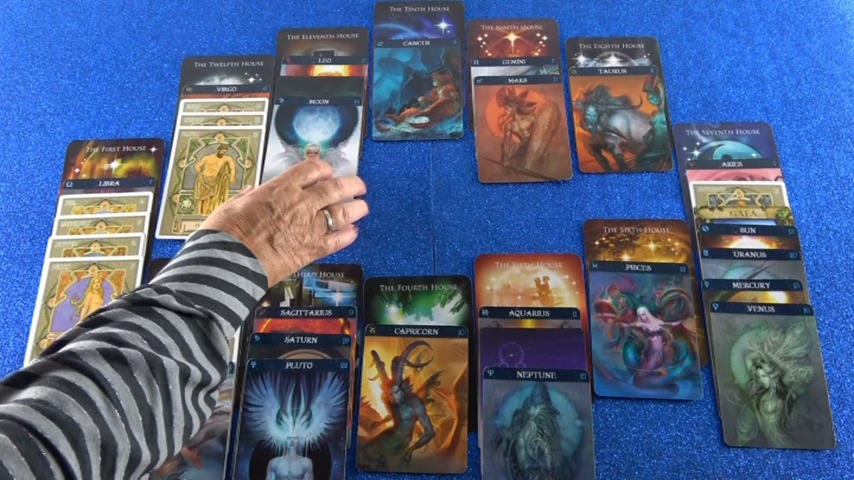 THE TENTH HOUSE
CANCER
THE ELEVENTH HOUSE
LEO
MOON
THE NINTH HOUSE
GEMINI
MARS
THE EIGHTH HOUSE
TAURUS
THE TWELFTH HOUSE
VIRGO
THE SEVENTH HOUSE
ARIES
GAEA
SUN
URANUS
MERCURY
VENUS
THE FIRST HOUSE
LIBRA
THE SIXTH HOUSE
PISCES
HOUSE
SAGITTARIUS
SATURN
PLUTO
THE FOURTH HOUSE
CAPRICORN
THE FIFTH HOUSE
AQUARIUS
NEPTUNE